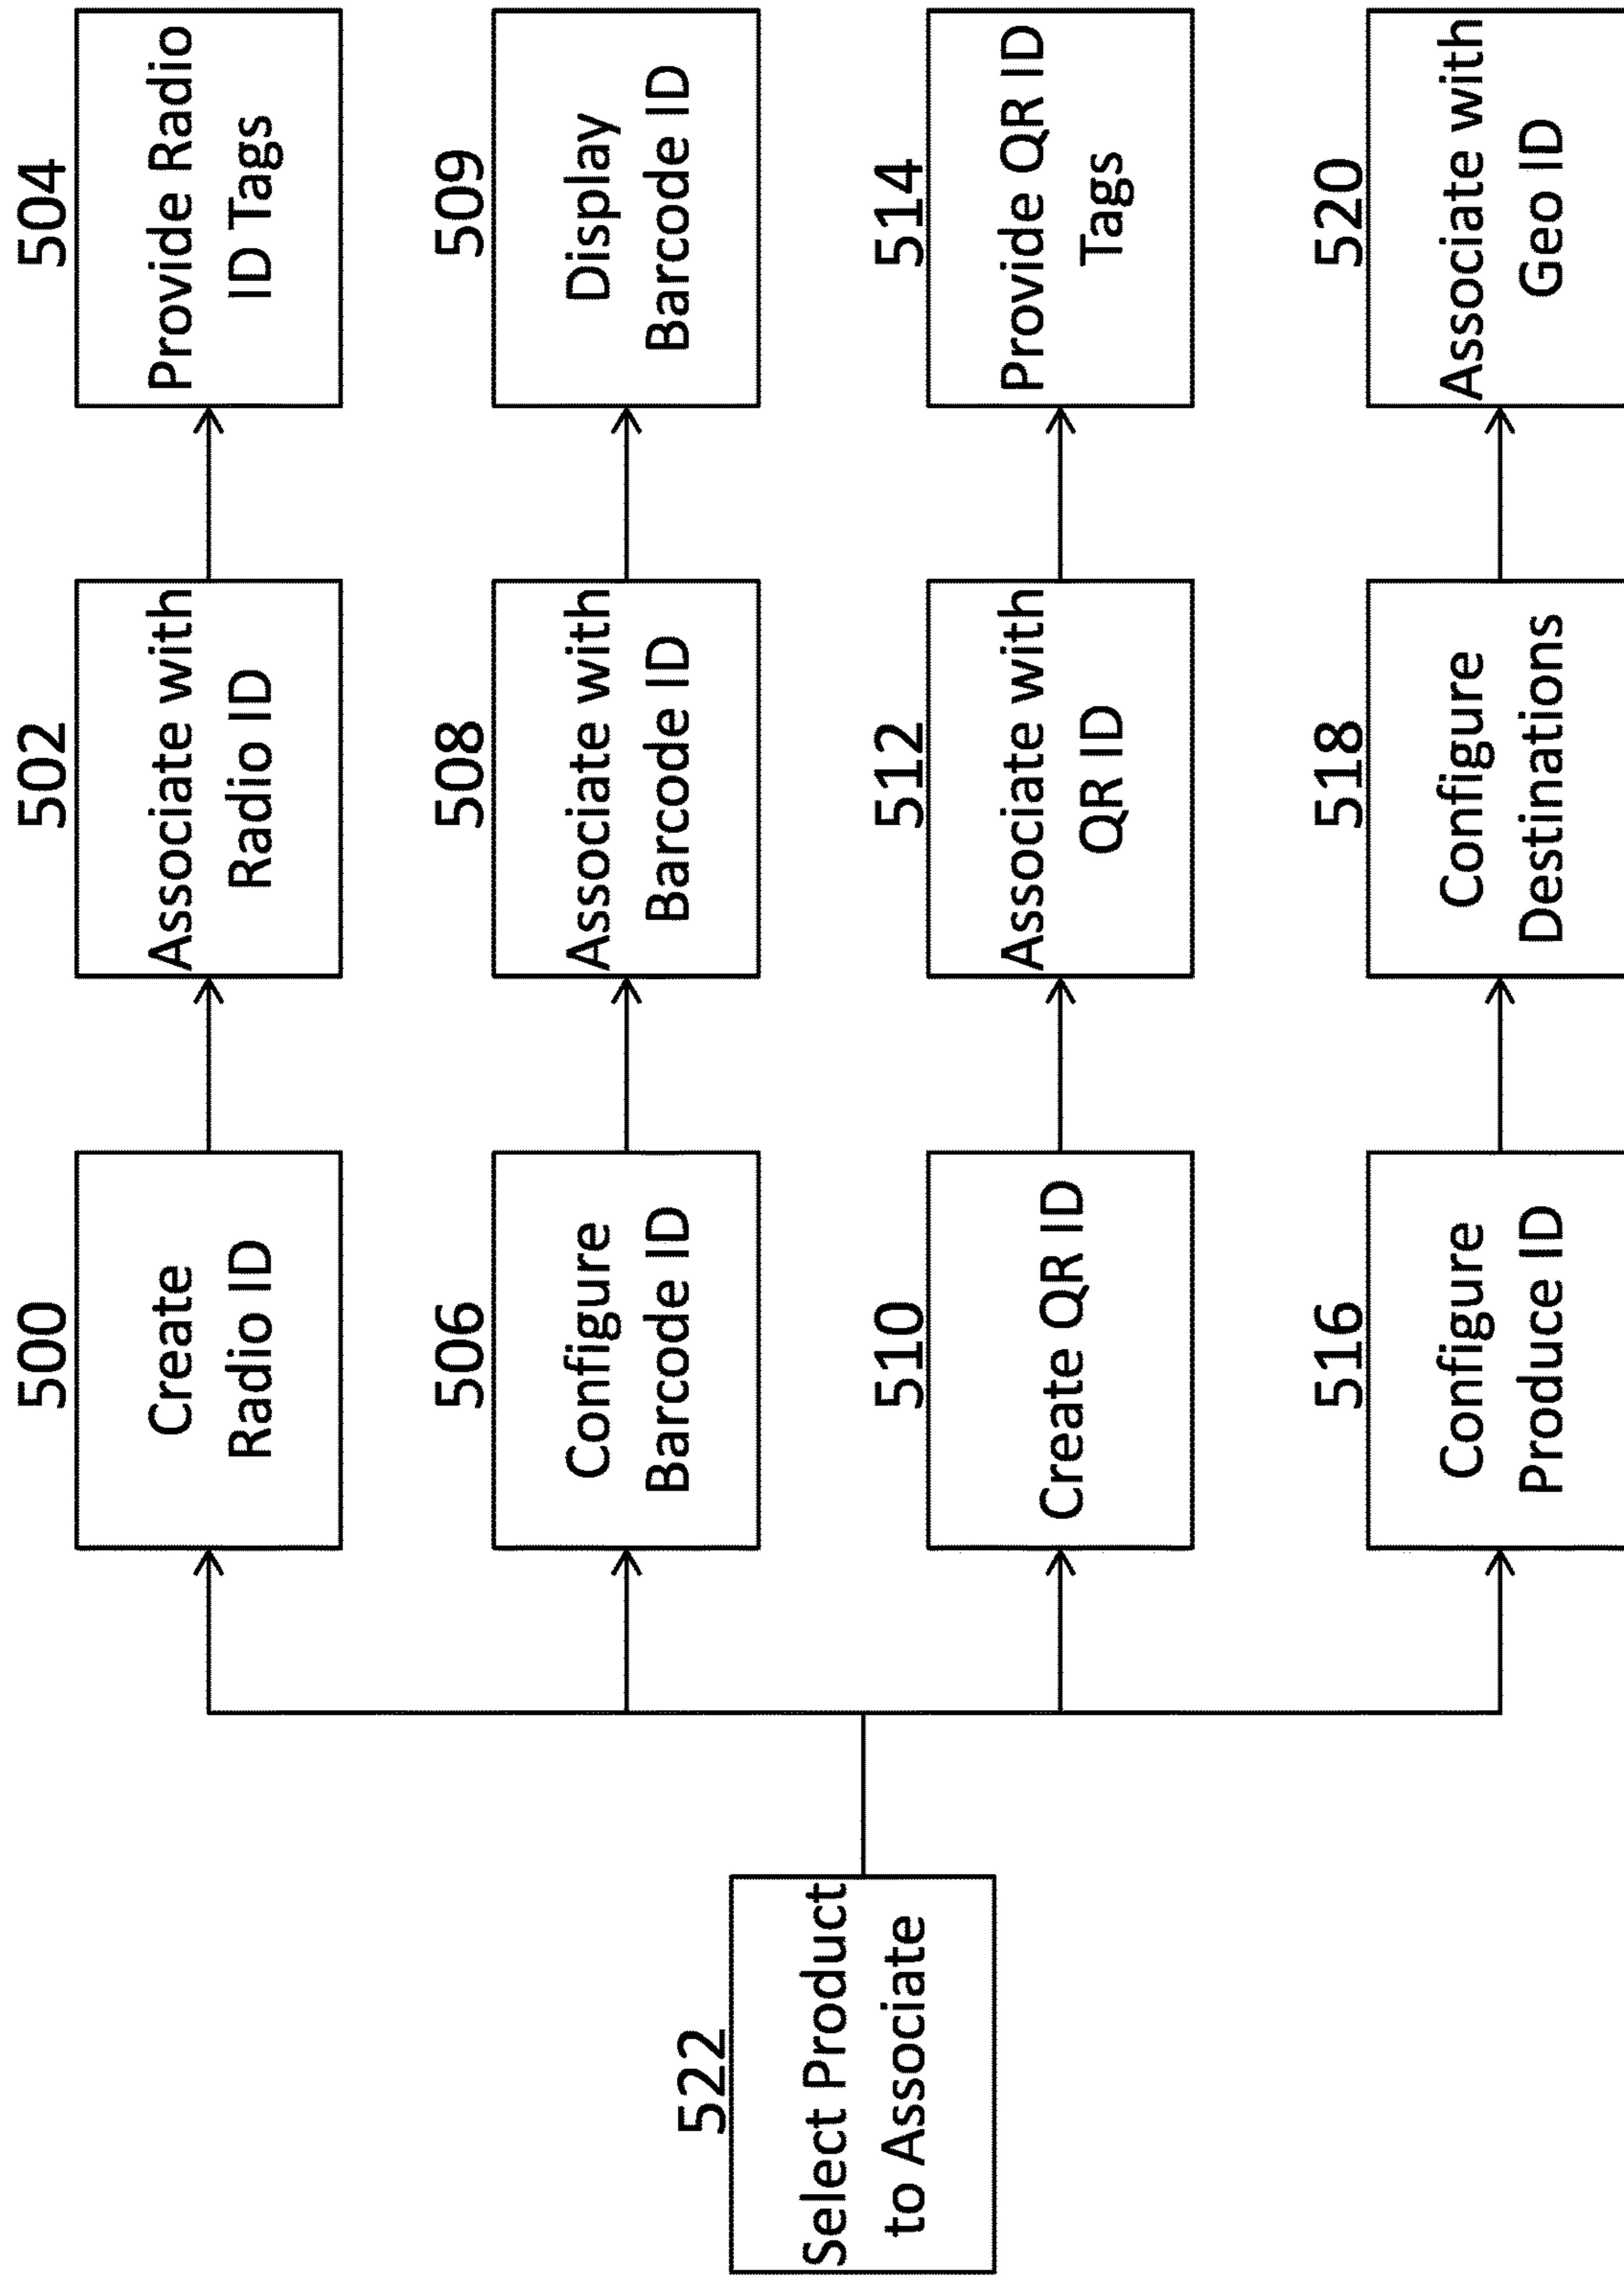 522
Select Product
to Associate
500
Create
Radio ID
502
Associate with
Radio ID
504
Provide Radio
ID Tags
506
Configure
Barcode ID
508
Associate with
Barcode ID
509
Display
Barcode ID
510
Create QR ID
512
Associate with
QR ID
514
Provide QR ID
Tags
516
Configure
Produce ID
518
Configure
Destinations
520
Associate with
Geo ID